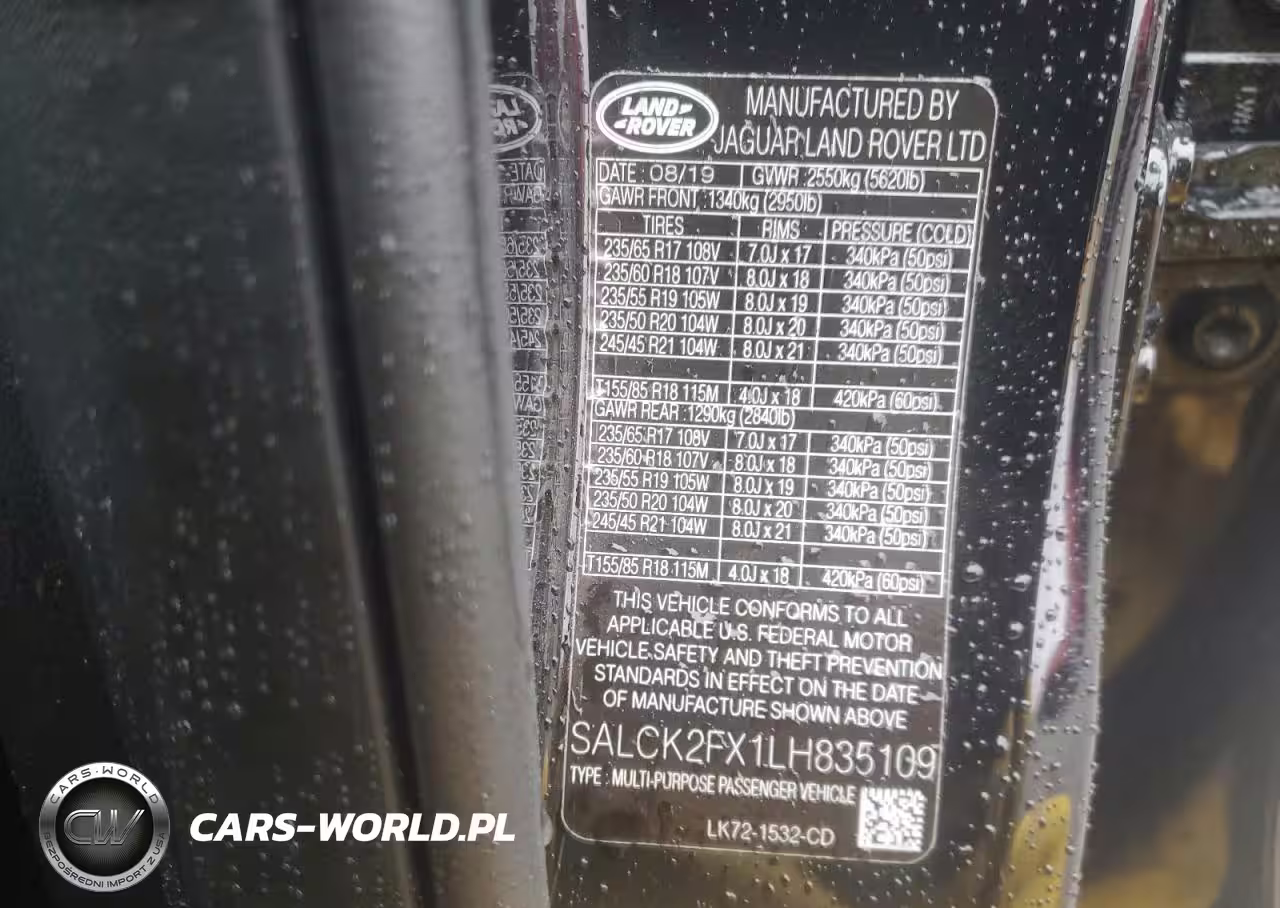 LAND ROVER
MANUFACTURED BY
JAGUAR LAND ROVER LTD
DATE : 08/19 GVWR : 2550kg (5620lb)
GAWR FRONT : 1340kg (2950lb)
TIRES RIMS PRESSURE (COLD)
235/65 R17 108V 7.0J x 17 340kPa (50psi)
235/60 R18 107V 8.0J x 18 340kPa (50psi)
235/55 R19 105W 8.0J x 19 340kPa (50psi)
235/50 R20 104W 8.0J x 20 340kPa (50psi)
245/45 R21 104W 8.0J x 21 340kPa (50psi)
T155/85 R18 115M 4.0J x 18 420kPa (60psi)
GAWR REAR : 1290kg (2840lb)
235/65 R17 108V 7.0J x 17 340kPa (50psi)
235/60 R18 107V 8.0J x 18 340kPa (50psi)
235/55 R19 105W 8.0J x 19 340kPa (50psi)
235/50 R20 104W 8.0J x 20 340kPa (50psi)
245/45 R21 104W 8.0J x 21 340kPa (50psi)
T155/85 R18 115M 4.0J x 18 420kPa (60psi)
THIS VEHICLE CONFORMS TO ALL
APPLICABLE U.S. FEDERAL MOTOR
VEHICLE SAFETY AND THEFT PREVENTION
STANDARDS IN EFFECT ON THE DATE
OF MANUFACTURE SHOWN ABOVE
SALCK2FX1LH835109
TYPE : MULTI-PURPOSE PASSENGER VEHICLE
LK72-1532-CD
CARS-WORLD
CW
BEZPOŚREDNI IMPORT Z USA
CARS-WORLD.PL